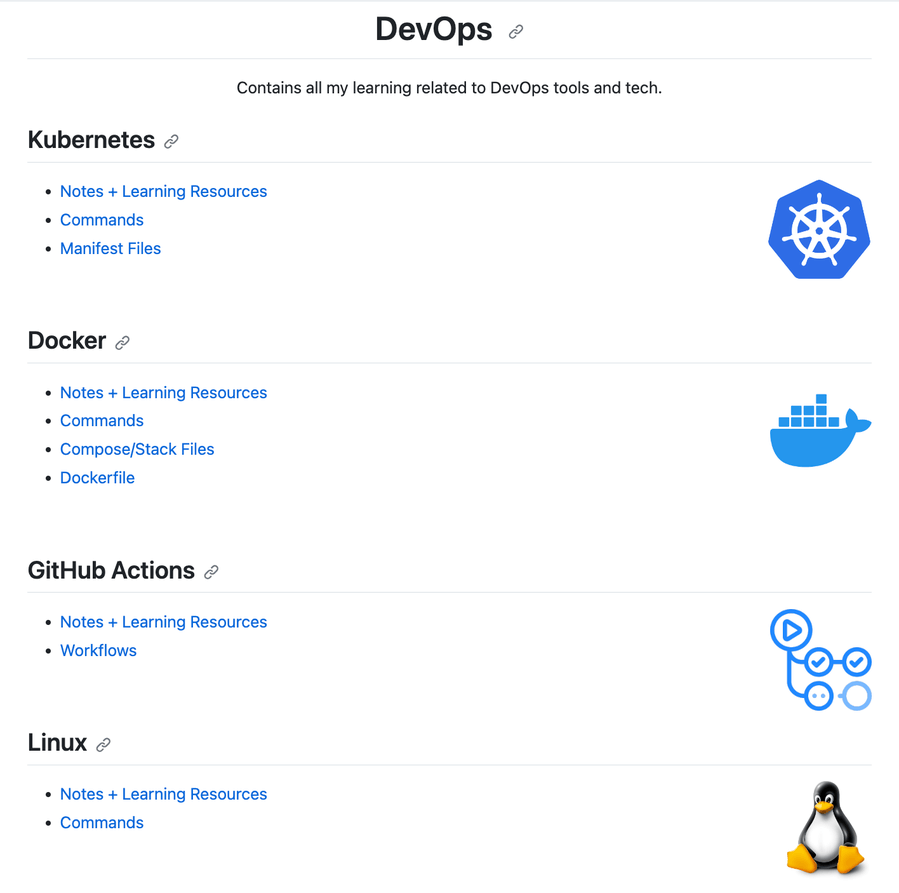 DevOps
Contains all my learning related to DevOps tools and tech.
Kubernetes
Notes + Learning Resources
Commands
Manifest Files
Docker
Notes + Learning Resources
Commands
Compose/Stack Files
Dockerfile
GitHub Actions
Notes + Learning Resources
Workflows
Linux
Notes + Learning Resources
Commands